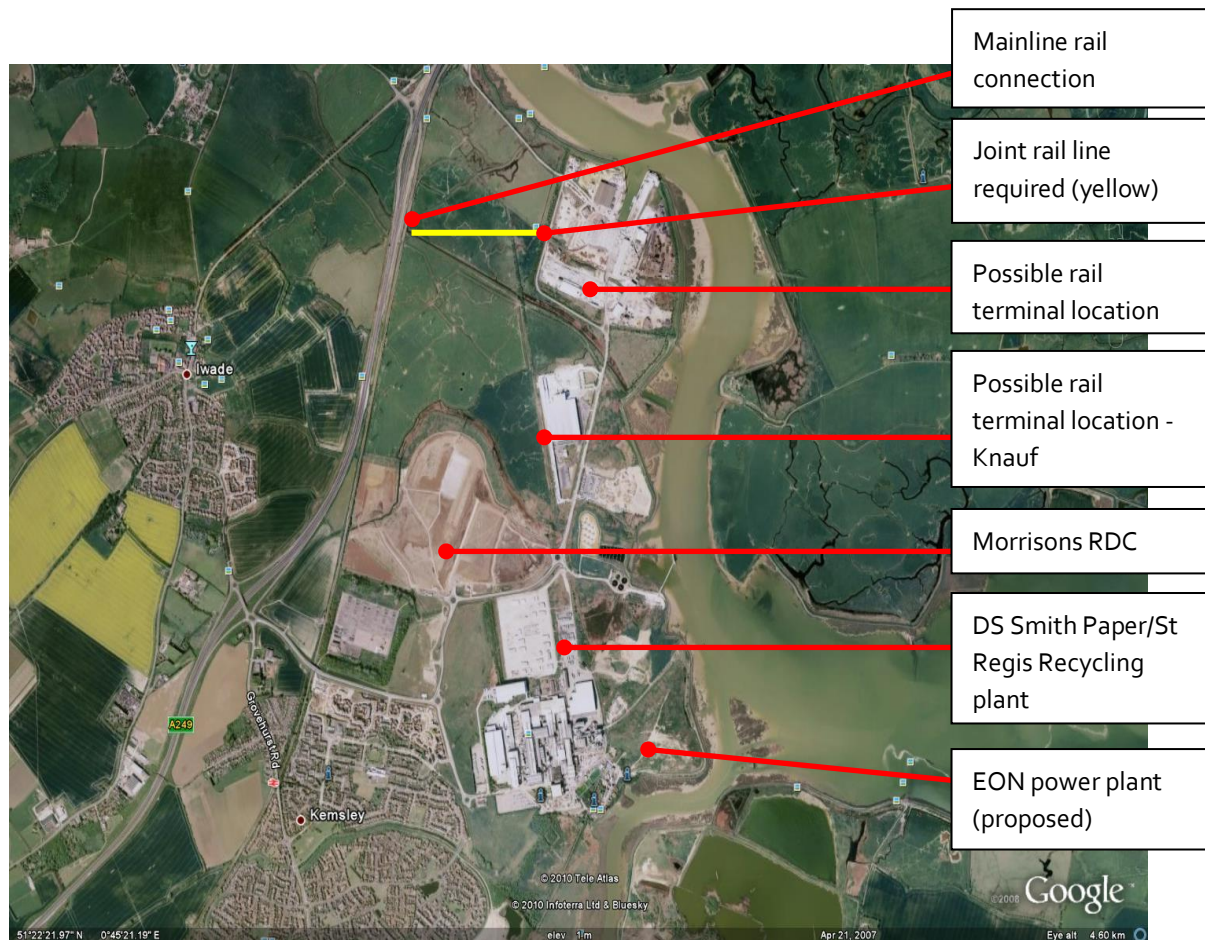 Mainline rail
connection
Joint rail line
required (yellow)
Possible rail
terminal location
Possible rail
terminal location -
Knauf
Morrisons RDC
DS Smith Paper/St
Regis Recycling
plant
EON power plant
(proposed)
Iwade
A249
Grovehurst Rd
Kemsley
© 2010 Tele Atlas
© 2010 Infoterra Ltd & Bluesky
©2008 Google™
51°22'21.97" N 0°45'21.19" E elev 1 m Apr 21, 2007 Eye alt 4.60 km